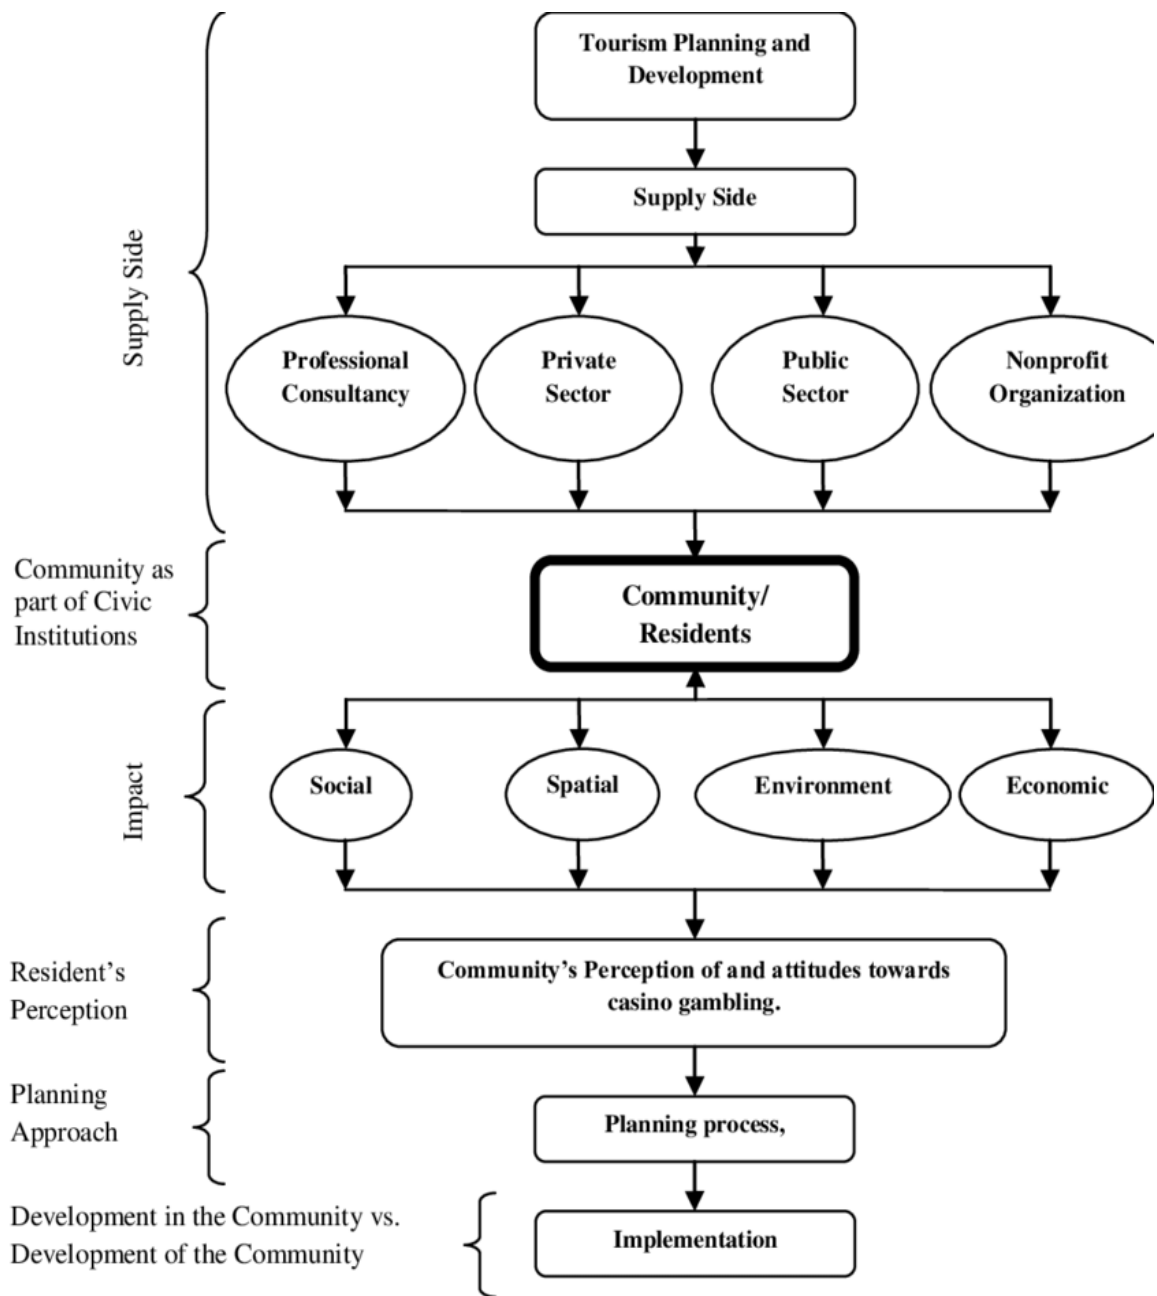 Tourism Planning and
Development
Supply Side
Supply Side
Professional
Consultancy
Private
Sector
Public
Sector
Nonprofit
Organization
Community as
part of Civic
Institutions
Community/
Residents
Impact
Social
Spatial
Environment
Economic
Resident’s
Perception
Community’s Perception of and attitudes towards
casino gambling.
Planning
Approach
Planning process,
Development in the Community vs.
Development of the Community
Implementation